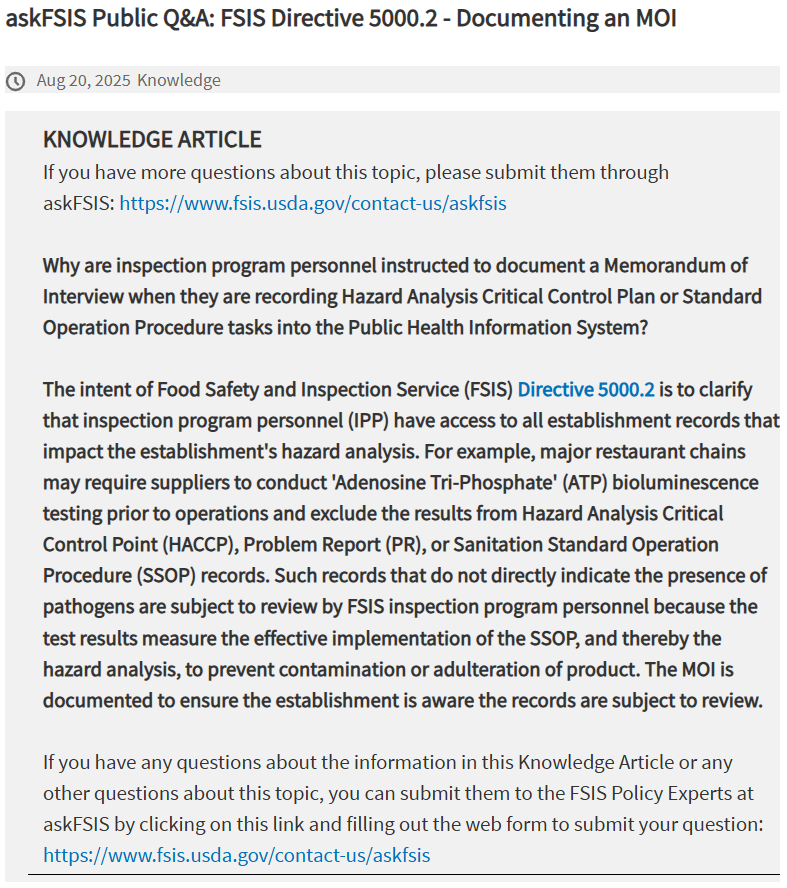 askFSIS Public Q&A: FSIS Directive 5000.2 - Documenting an MOI
Aug 20, 2025 Knowledge
KNOWLEDGE ARTICLE
If you have more questions about this topic, please submit them through
askFSIS: https://www.fsis.usda.gov/contact-us/askfsis
Why are inspection program personnel instructed to document a Memorandum of
Interview when they are recording Hazard Analysis Critical Control Plan or Standard
Operation Procedure tasks into the Public Health Information System?
The intent of Food Safety and Inspection Service (FSIS) Directive 5000.2 is to clarify
that inspection program personnel (IPP) have access to all establishment records that
impact the establishment's hazard analysis. For example, major restaurant chains
may require suppliers to conduct 'Adenosine Tri-Phosphate' (ATP) bioluminescence
testing prior to operations and exclude the results from Hazard Analysis Critical
Control Point (HACCP), Problem Report (PR), or Sanitation Standard Operation
Procedure (SSOP) records. Such records that do not directly indicate the presence of
pathogens are subject to review by FSIS inspection program personnel because the
test results measure the effective implementation of the SSOP, and thereby the
hazard analysis, to prevent contamination or adulteration of product. The MOI is
documented to ensure the establishment is aware the records are subject to review.
If you have any questions about the information in this Knowledge Article or any
other questions about this topic, you can submit them to the FSIS Policy Experts at
askFSIS by clicking on this link and filling out the web form to submit your question:
https://www.fsis.usda.gov/contact-us/askfsis